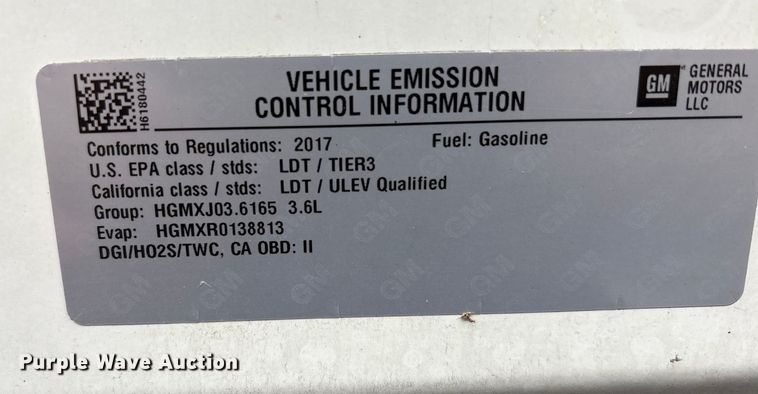 H6180442
VEHICLE EMISSION
CONTROL INFORMATION
GM
GENERAL
MOTORS
LLC
Conforms to Regulations: 2017 Fuel: Gasoline
U.S. EPA class / stds: LDT / TIER3
California class / stds: LDT / ULEV Qualified
Group: HGMXJ03.6165 3.6L
Evap: HGMXR0138813
DGI/HO2S/TWC, CA OBD: II
Purple Wave Auction